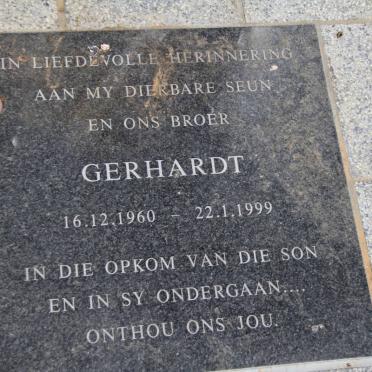 IN LIEFDEVOLLE HERINNERING
AAN MY DIERBARE SEUN
EN ONS BROER
GERHARDT
16.12.1960 – 22.1.1999
IN DIE OPKOM VAN DIE SON
EN IN SY ONDERGAAN....
ONTHOU ONS JOU.